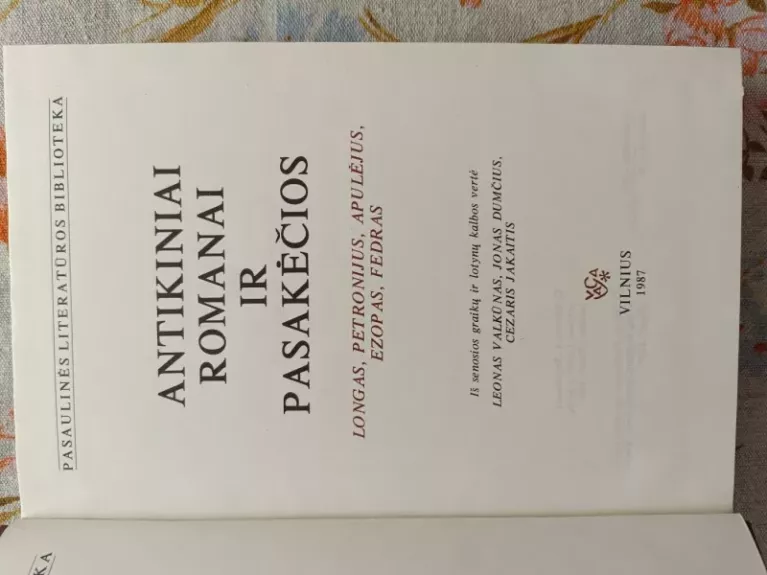 PASAULINĖS LITERATŪROS BIBLIOTEKA
ANTIKINIAI
ROMANAI
IR
PASAKĖČIOS
LONGAS, PETRONIJUS, APULĖJUS,
EZOPAS, FEDRAS
Iš senosios graikų ir lotynų kalbos vertė
LEONAS VALKŪNAS, JONAS DUMČIUS,
CEZARIS JAKAITIS
VILNIUS
1987
KA